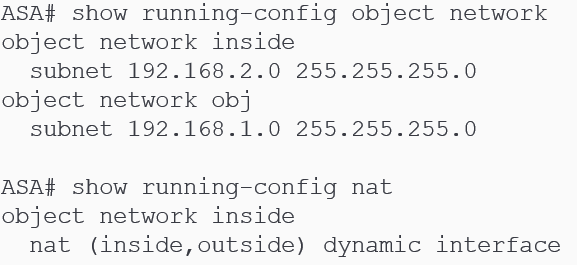 ASA# show running-config object network
object network inside
  subnet 192.168.2.0 255.255.255.0
object network obj
  subnet 192.168.1.0 255.255.255.0

ASA# show running-config nat
object network inside
  nat (inside,outside) dynamic interface